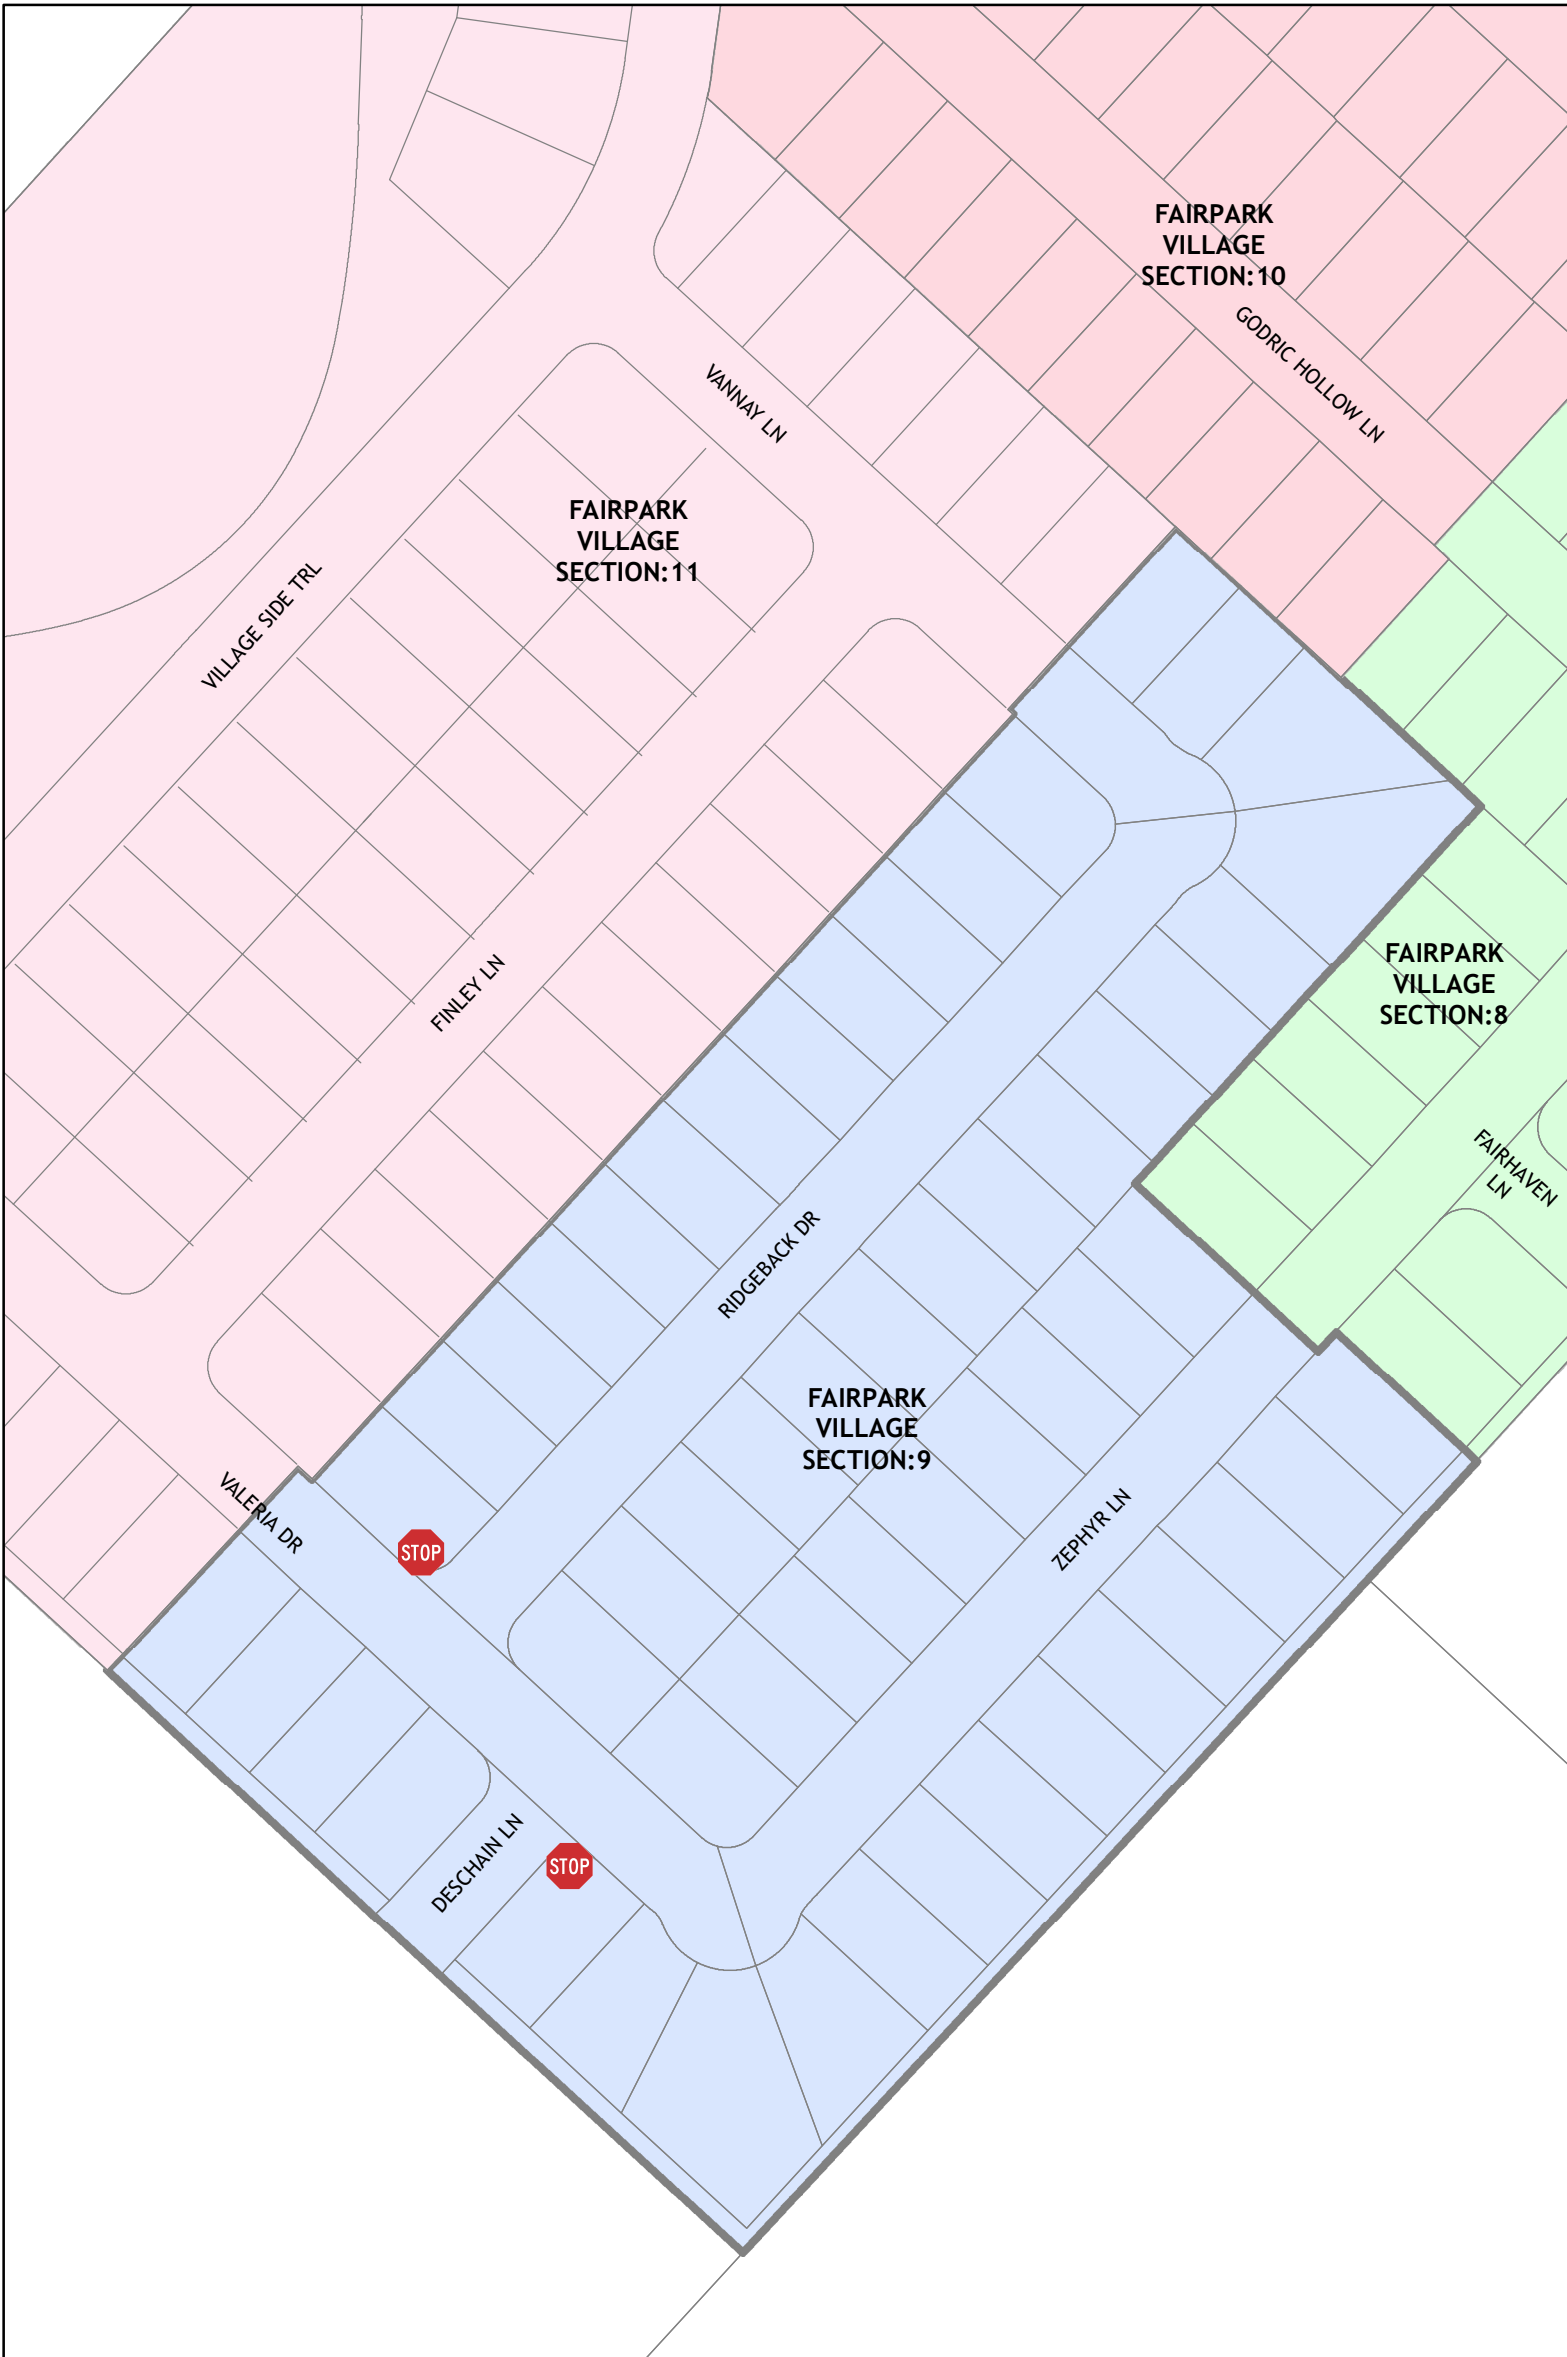 FAIRPARK
VILLAGE
SECTION:10
GODRIC HOLLOW LN
VANNAY LN
FAIRPARK
VILLAGE
SECTION:11
VILLAGE SIDE TRL
FINLEY LN
FAIRPARK
VILLAGE
SECTION:8
FAIRHAVEN
LN
RIDGEBACK DR
FAIRPARK
VILLAGE
SECTION:9
VALERIA DR
STOP
ZEPHYR LN
DESCHAIN LN
STOP